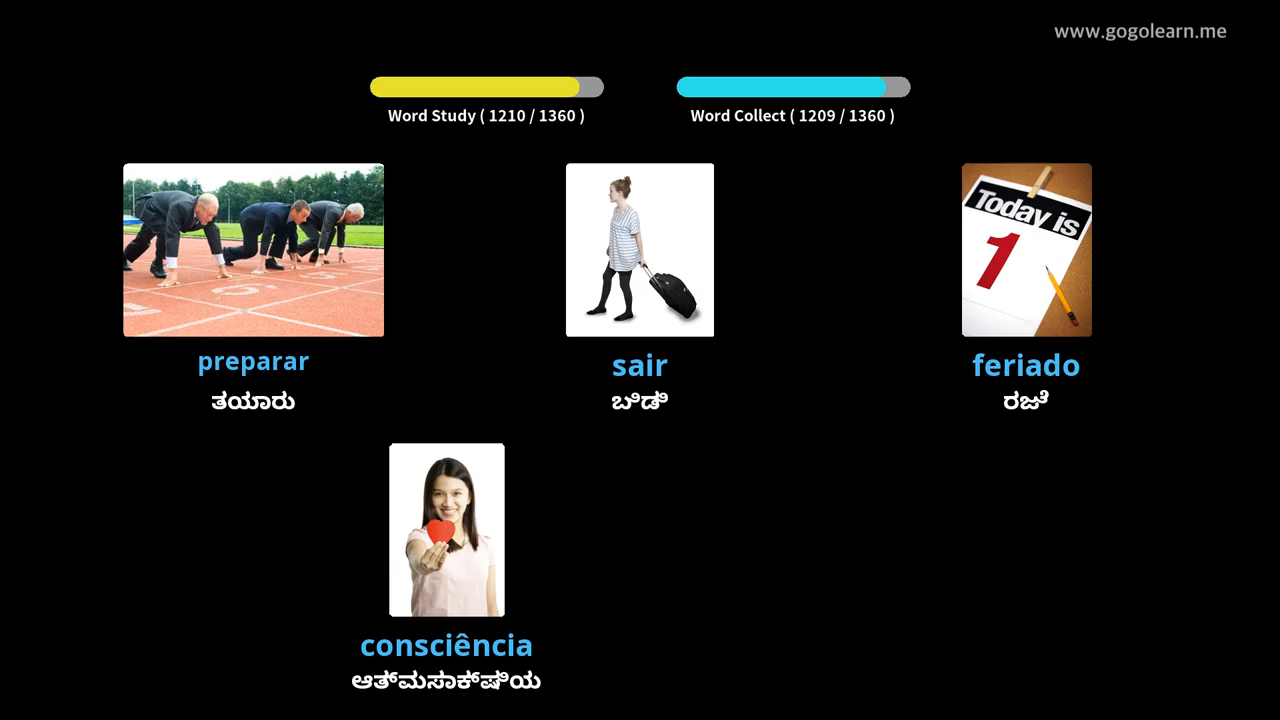 www.gogolearn.me
Word Study ( 1210 / 1360 )
Word Collect ( 1209 / 1360 )
Today is
1
preparar
ತಯಾರು
sair
ಬಿಡಿ
feriado
ರಜೆ
consciência
ಆತ್ಮಸಾಕ್ಷಿಯ